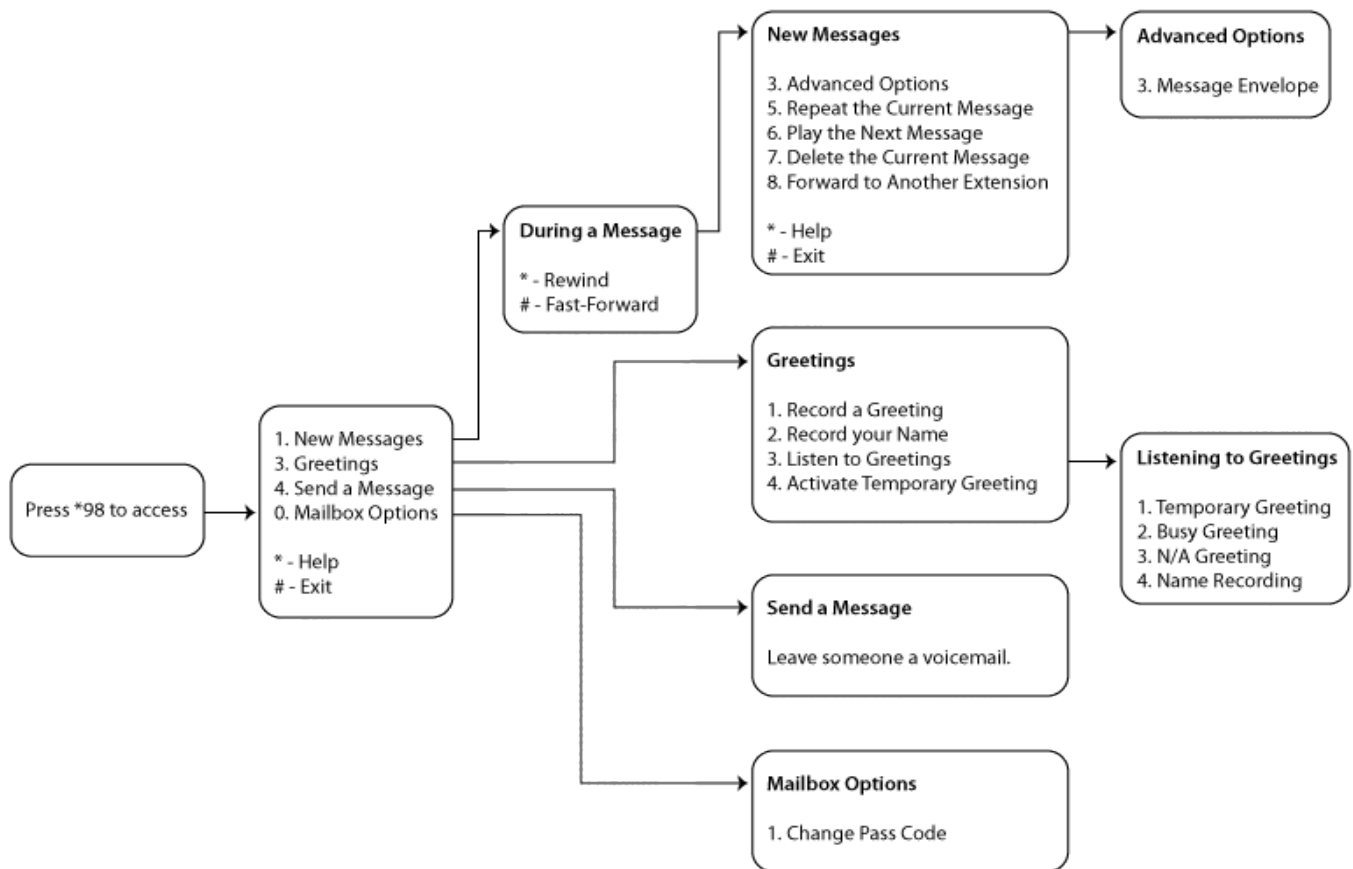 New Messages
3. Advanced Options
5. Repeat the Current Message
6. Play the Next Message
7. Delete the Current Message
8. Forward to Another Extension
* - Help
# - Exit
Advanced Options
3. Message Envelope
During a Message
* - Rewind
# - Fast-Forward
Greetings
1. Record a Greeting
2. Record your Name
3. Listen to Greetings
4. Activate Temporary Greeting
Press *98 to access
1. New Messages
3. Greetings
4. Send a Message
0. Mailbox Options
* - Help
# - Exit
Listening to Greetings
1. Temporary Greeting
2. Busy Greeting
3. N/A Greeting
4. Name Recording
Send a Message
Leave someone a voicemail.
Mailbox Options
1. Change Pass Code